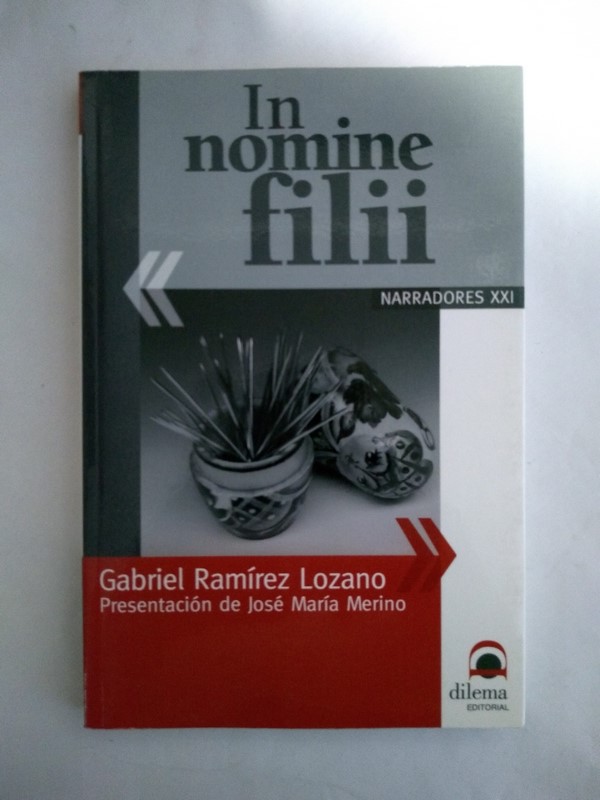 In
nomine
filii
NARRADORES XXI
Gabriel Ramírez Lozano
Presentación de José María Merino
dilema
EDITORIAL